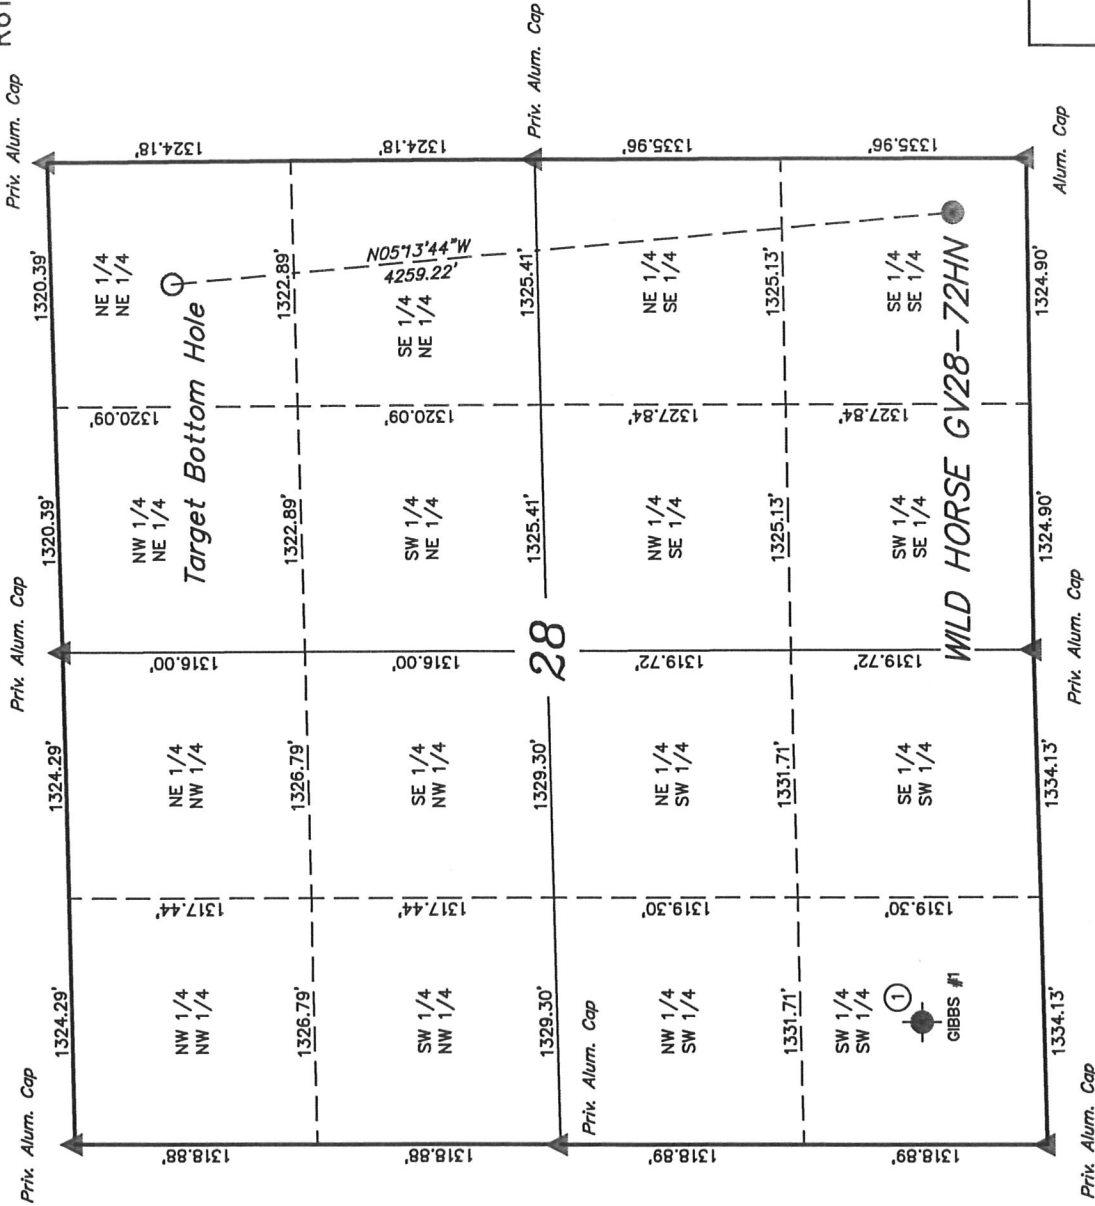 R61
Priv. Alum. Cap
Priv. Alum. Cap
Priv. Alum. Cap
1324.29'
1324.29'
1320.39'
1320.39'
1318.88'
1317.44'
1316.00'
1320.09'
1324.18'
NW 1/4
NW 1/4
NE 1/4
NW 1/4
NW 1/4
NE 1/4
NE 1/4
NE 1/4
Target Bottom Hole
1326.79'
1326.79'
1322.89'
1322.89'
N05°13'44"W
4259.22'
1318.88'
1317.44'
1316.00'
1320.09'
1324.18'
SW 1/4
NW 1/4
SE 1/4
NW 1/4
SW 1/4
NE 1/4
SE 1/4
NE 1/4
1329.30'
1329.30'
28
1325.41'
1325.41'
Priv. Alum. Cap
Priv. Alum. Cap
1318.89'
1319.30'
1319.72'
1327.84'
1335.96'
NW 1/4
SW 1/4
NE 1/4
SW 1/4
NW 1/4
SE 1/4
NE 1/4
SE 1/4
1331.71'
1331.71'
1325.13'
1325.13'
1318.89'
1319.30'
1319.72'
1327.84'
1335.96'
SW 1/4
SW 1/4
SE 1/4
SW 1/4
SW 1/4
SE 1/4
SE 1/4
SE 1/4
1
GIBBS #1
WILD HORSE GV28-72HN
1334.13'
1334.13'
1324.90'
1324.90'
Priv. Alum. Cap
Priv. Alum. Cap
Alum. Cap